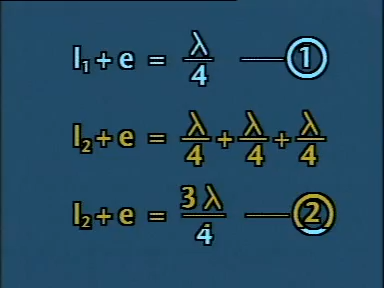 l₁ + e = λ/4 —— ①
l₂ + e = λ/4 + λ/4 + λ/4
l₂ + e = 3λ/4 —— ②